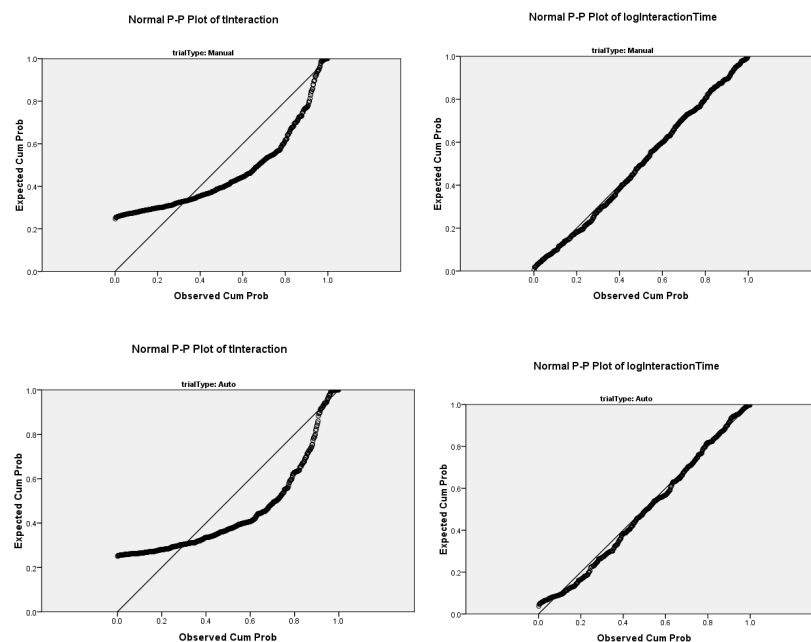 Normal P-P Plot of tInteraction
trialType: Manual
Expected Cum Prob
1.0
0.8
0.6
0.4
0.2
0.0
0.0 0.2 0.4 0.6 0.8 1.0
Observed Cum Prob
Normal P-P Plot of logInteractionTime
trialType: Manual
Expected Cum Prob
1.0
0.8
0.6
0.4
0.2
0.0
0.0 0.2 0.4 0.6 0.8 1.0
Observed Cum Prob
Normal P-P Plot of tInteraction
trialType: Auto
Expected Cum Prob
1.0
0.8
0.6
0.4
0.2
0.0
0.0 0.2 0.4 0.6 0.8 1.0
Observed Cum Prob
Normal P-P Plot of logInteractionTime
trialType: Auto
Expected Cum Prob
1.0
0.8
0.6
0.4
0.2
0.0
0.0 0.2 0.4 0.6 0.8 1.0
Observed Cum Prob